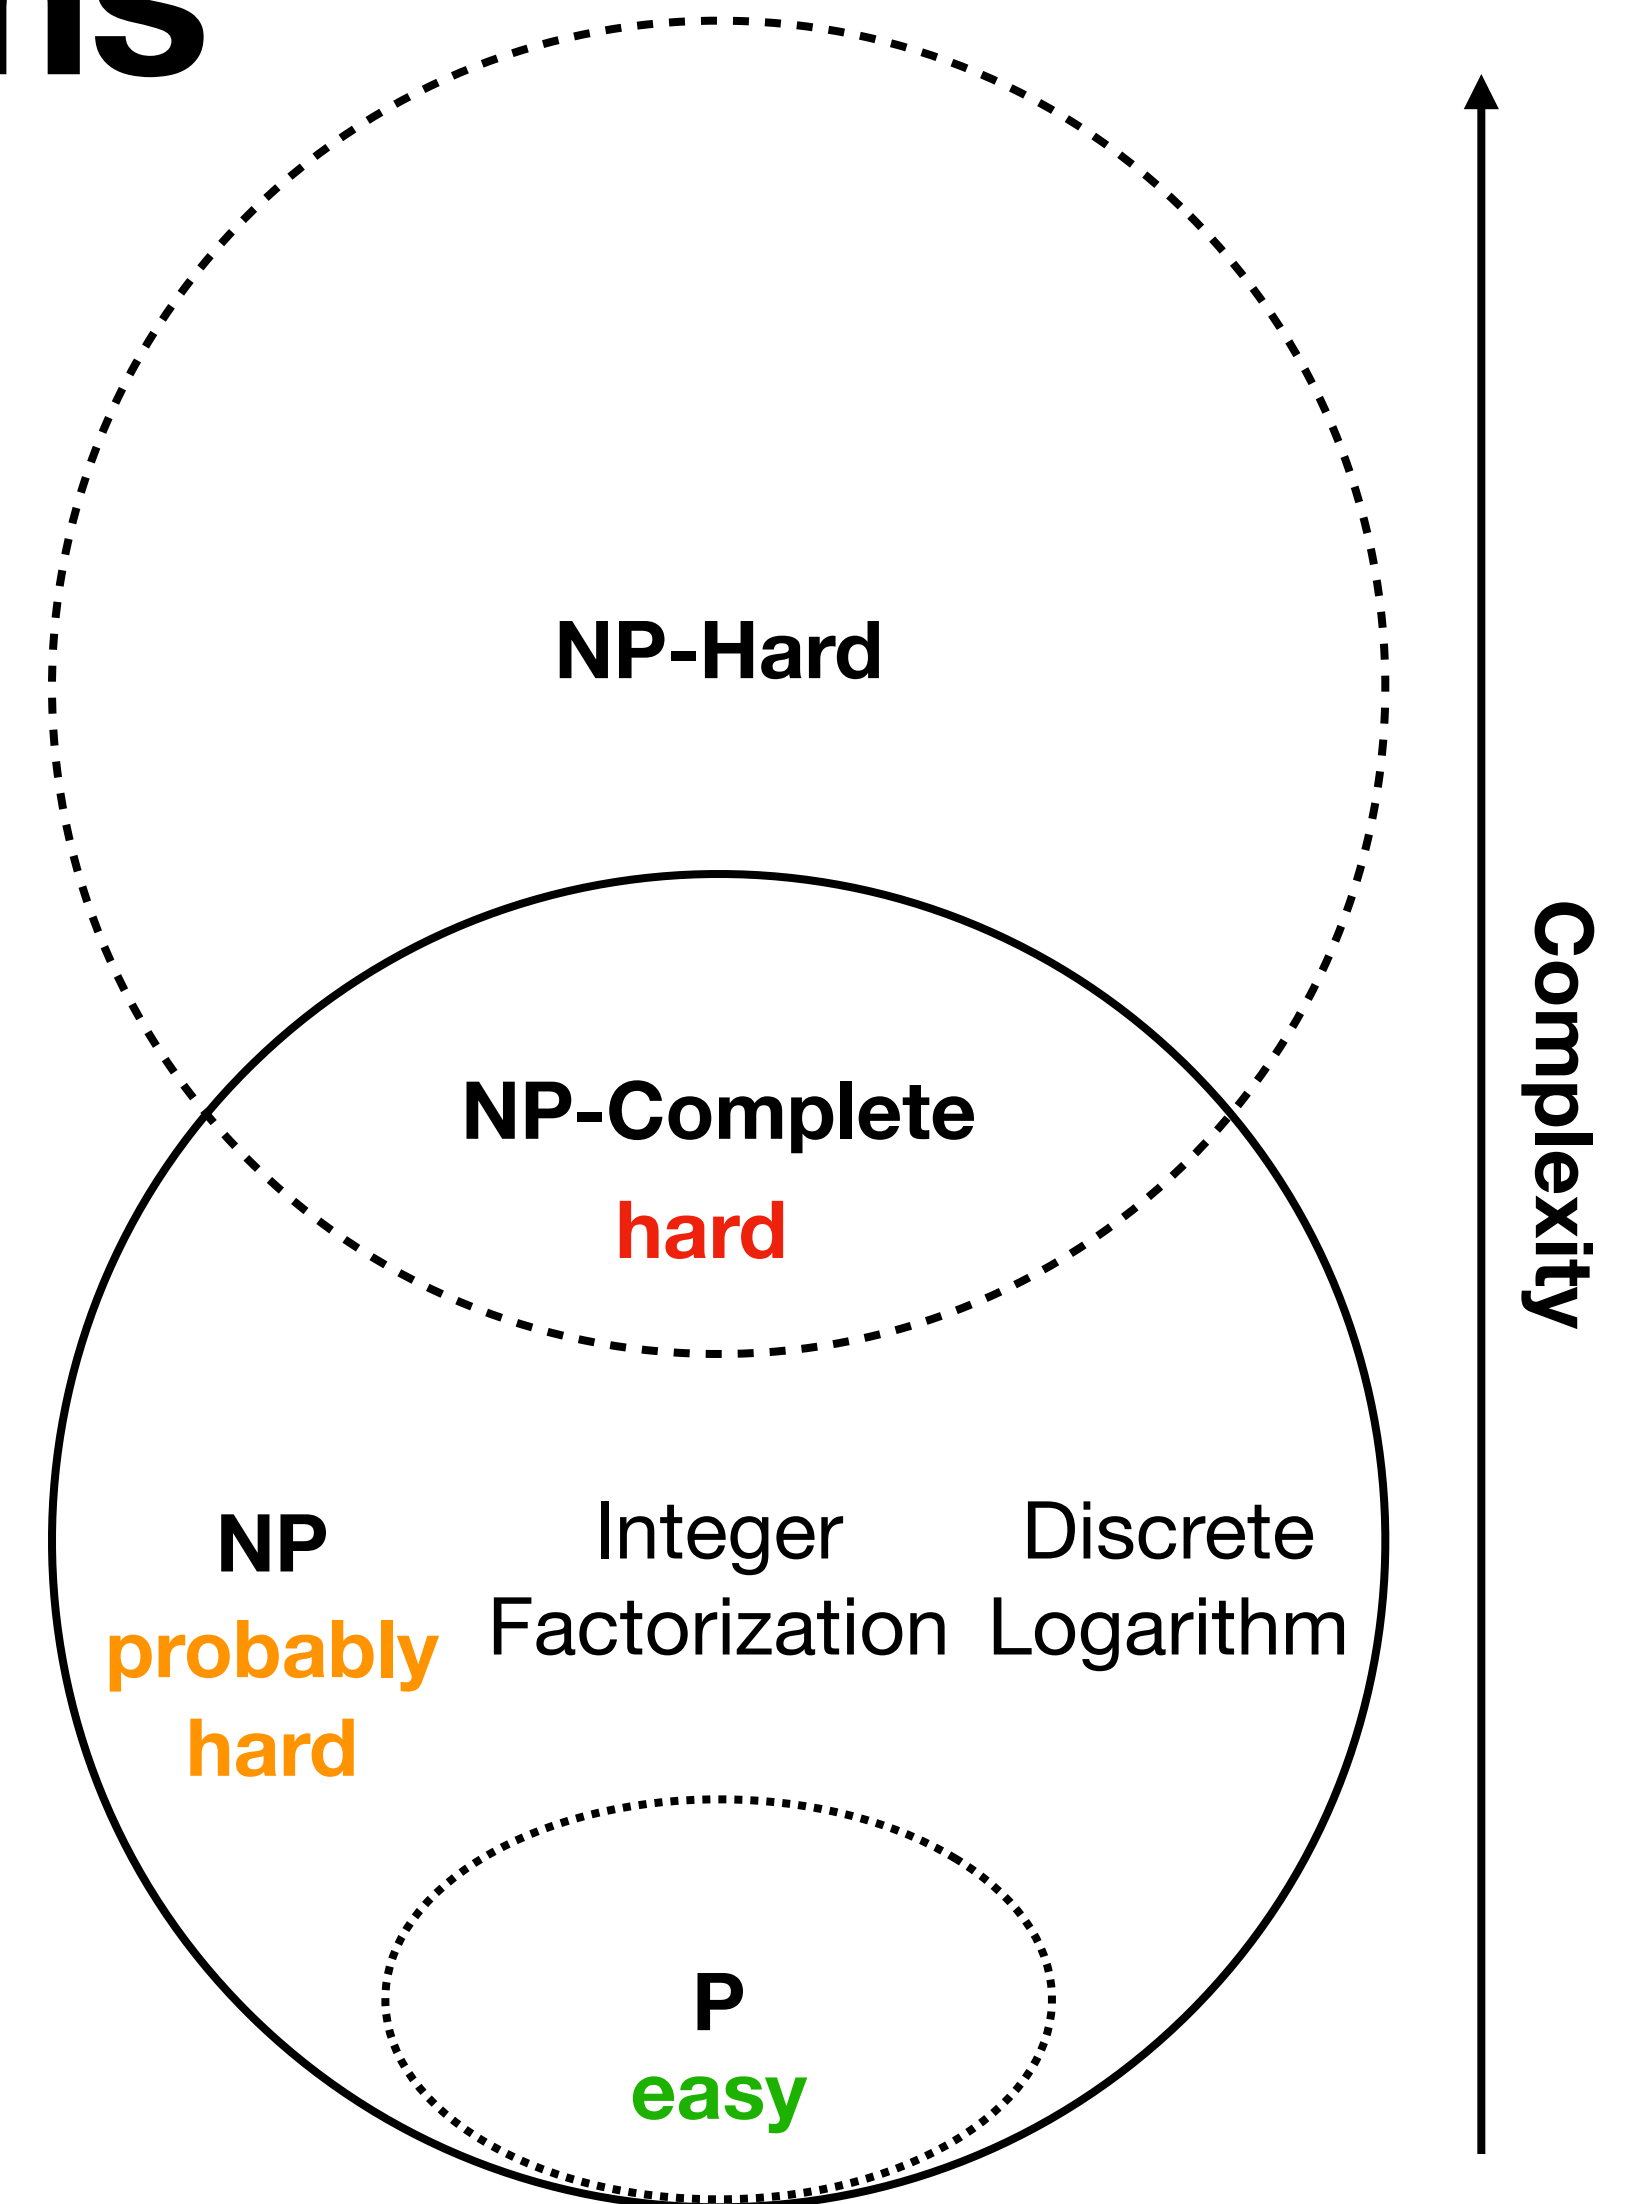 NP-Hard
NP-Complete
hard
Complexity
NP
probably
hard
Integer
Factorization
Discrete
Logarithm
P
easy